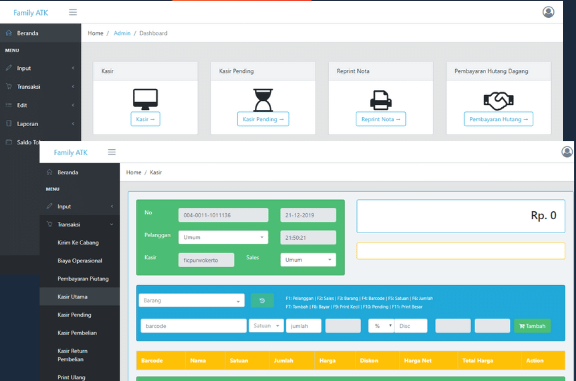 Family ATK
Beranda
Home / Admin / Dashboard
MENU
Input
Transaksi
Edit
Laporan
Saldo
Kasir
Kasir →
Kasir Pending
Kasir Pending →
Reprint Nota
Reprint Nota →
Pembayaran Hutang Dagang
Pembayaran Hutang →
Family ATK
Beranda
Home / Kasir
MENU
Input
Transaksi
Kirim Ke Cabang
Biaya Operasional
Pembayaran Piutang
Kasir Utama
Kasir Pending
Kasir Pembelian
Kasir Return
Pembelian
Print Ulang
No
004-0011-1011136
21-12-2019
Pelanggan
Umum
21:50:21
Kasir
hcpurwokerto
Sales
Umum
Rp. 0
Barang
F1: Pelanggan | F2: Sales | F3: Barang | F4: Barcode | F5: Satuan | F6: Jumlah
F7: Tambah | F8: Bayar | F9: Print Kecil | F10: Pending | F11: Print Besar
Barcode
Satuan
Jumlah
%
Disc
Tambah
Barcode Nama Satuan Jumlah Harga Diskon Harga Net Total Harga Action